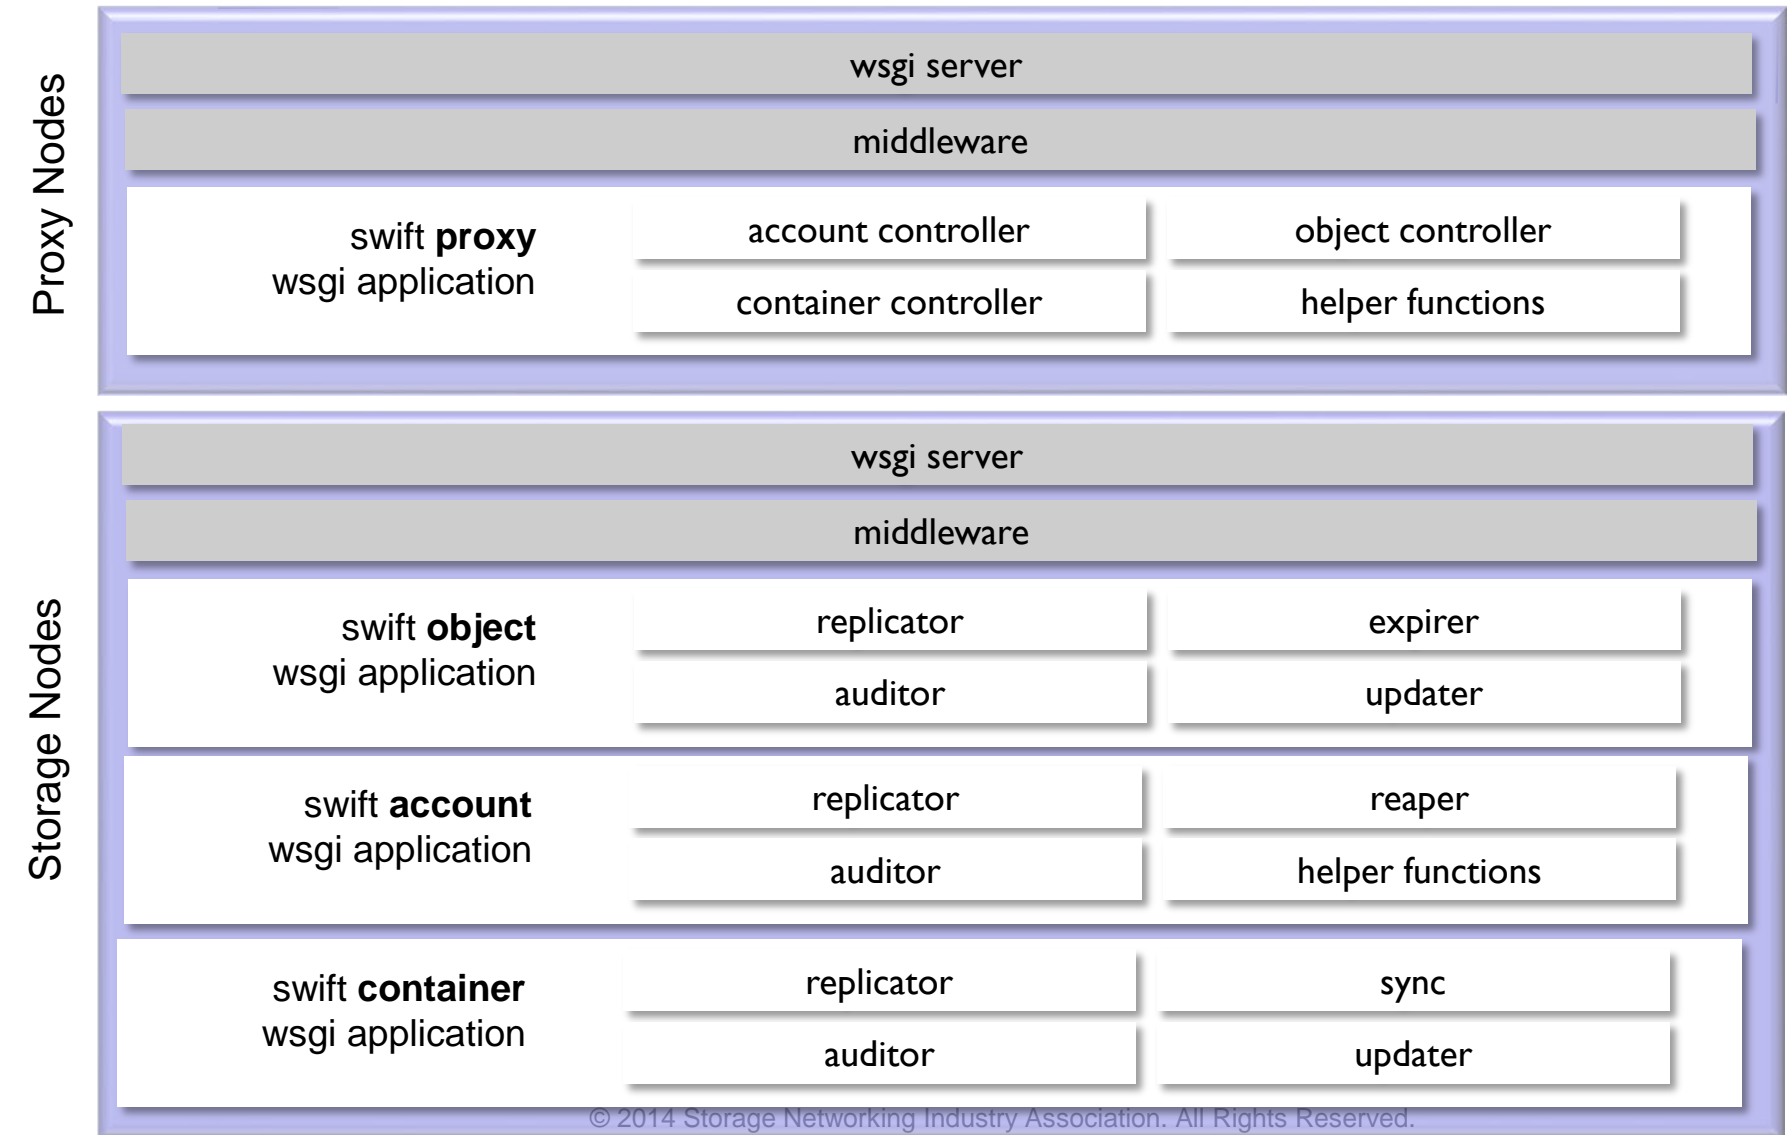 Proxy Nodes
wsgi server
middleware
swift proxy
wsgi application
account controller
object controller
container controller
helper functions
Storage Nodes
wsgi server
middleware
swift object
wsgi application
replicator
expirer
auditor
updater
swift account
wsgi application
replicator
reaper
auditor
helper functions
swift container
wsgi application
replicator
sync
auditor
updater
© 2014 Storage Networking Industry Association. All Rights Reserved.